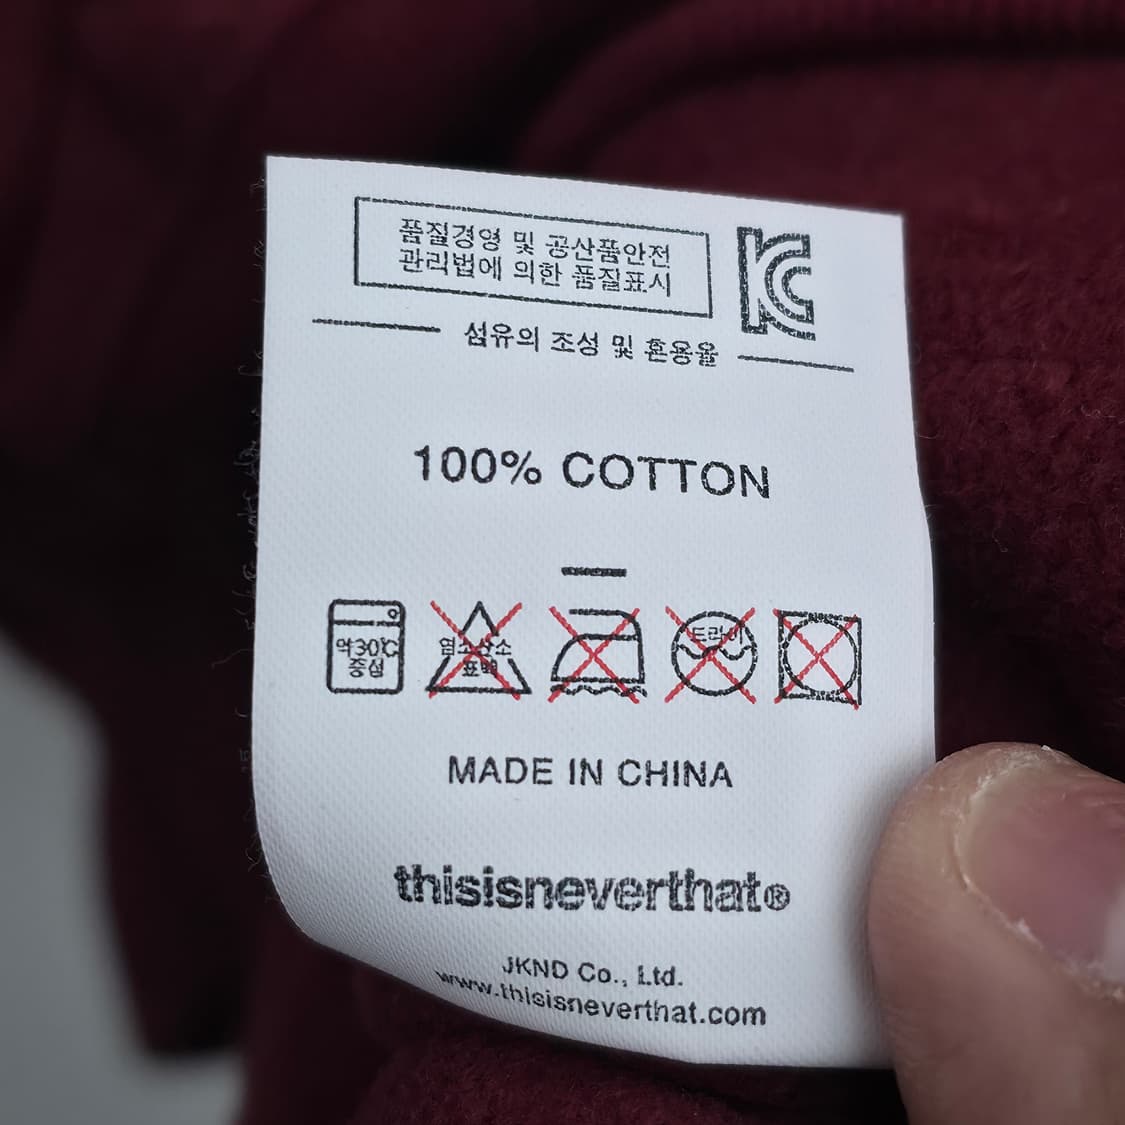 품질경영 및 공산품안전
관리법에 의한 품질표시
KC
섬유의 조성 및 혼용율
100% COTTON
약30℃
중성
염소산소
표백
드라이
MADE IN CHINA
thisisneverthat®
JKND Co., Ltd.
www.thisisneverthat.com